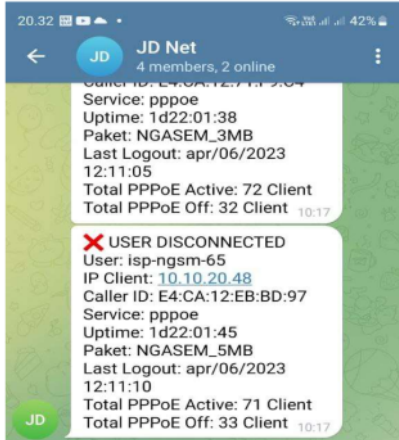 20.32
42%
JD
JD Net
4 members, 2 online
Service: pppoe
Uptime: 1d22:01:38
Paket: NGASEM_3MB
Last Logout: apr/06/2023
12:11:05
Total PPPoE Active: 72 Client
Total PPPoE Off: 32 Client 10:17
❌ USER DISCONNECTED
User: isp-ngsm-65
IP Client: 10.10.20.48
Caller ID: E4:CA:12:EB:BD:97
Service: pppoe
Uptime: 1d22:01:45
Paket: NGASEM_5MB
Last Logout: apr/06/2023
12:11:10
Total PPPoE Active: 71 Client
Total PPPoE Off: 33 Client 10:17
JD